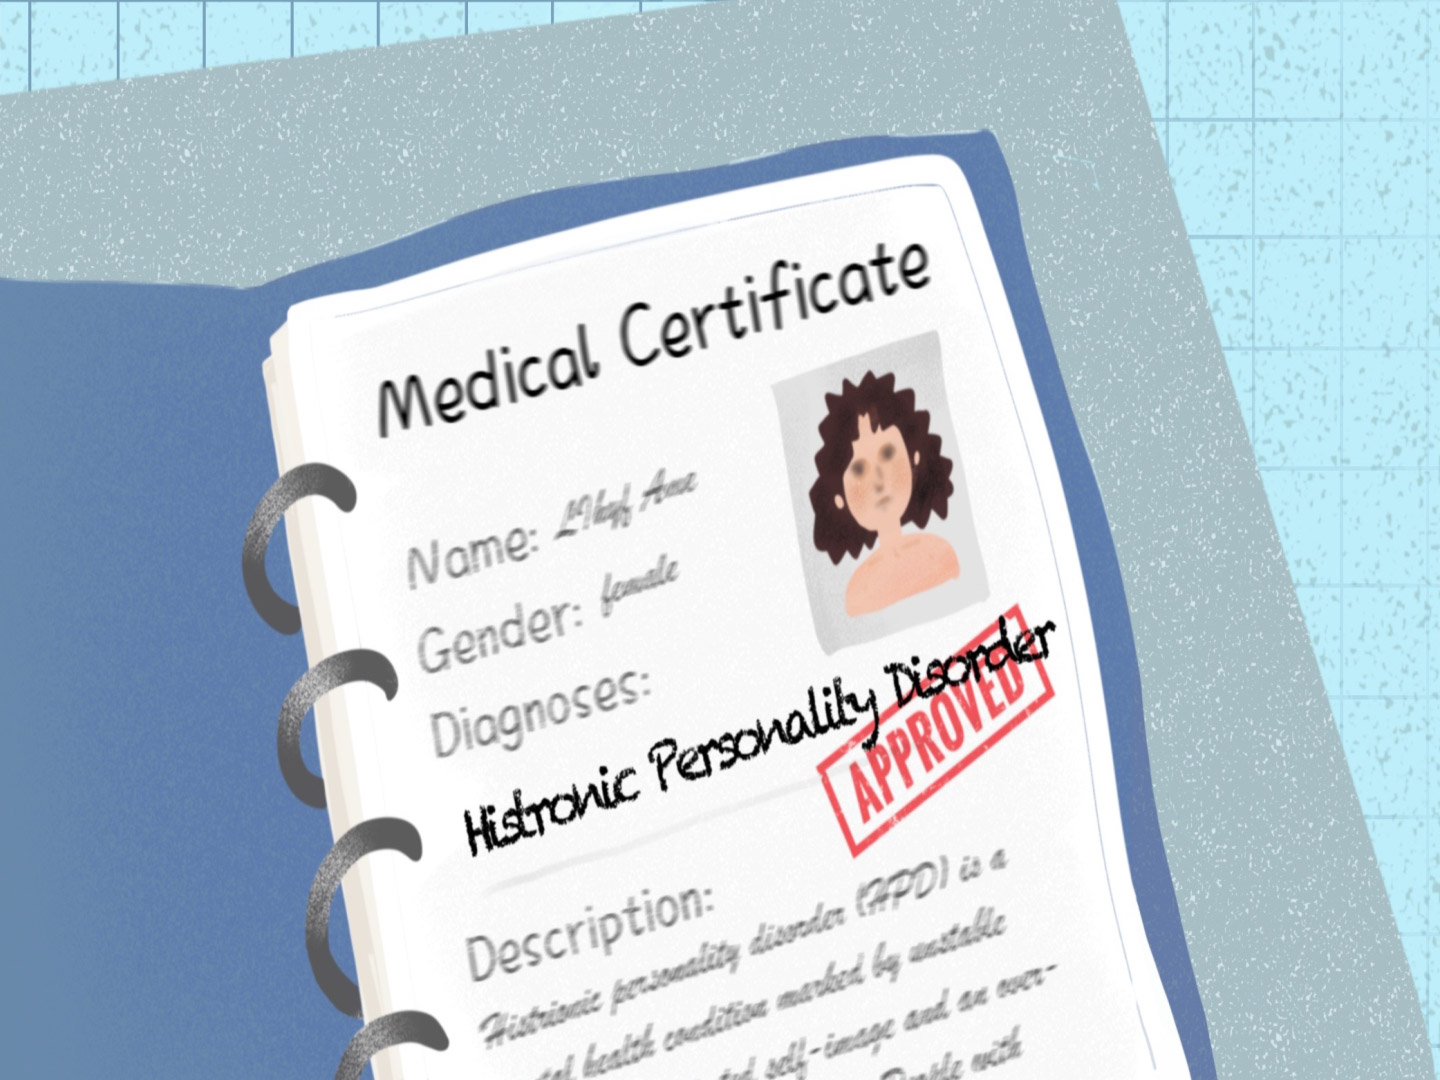 Medical Certificate
Name: Ame
Gender: female
Diagnoses:
Histronic Personality Disorder
APPROVED
Description:
Histrionic personality disorder (HPD) is a
health condition marked by unstable
self-image and an over-
People with